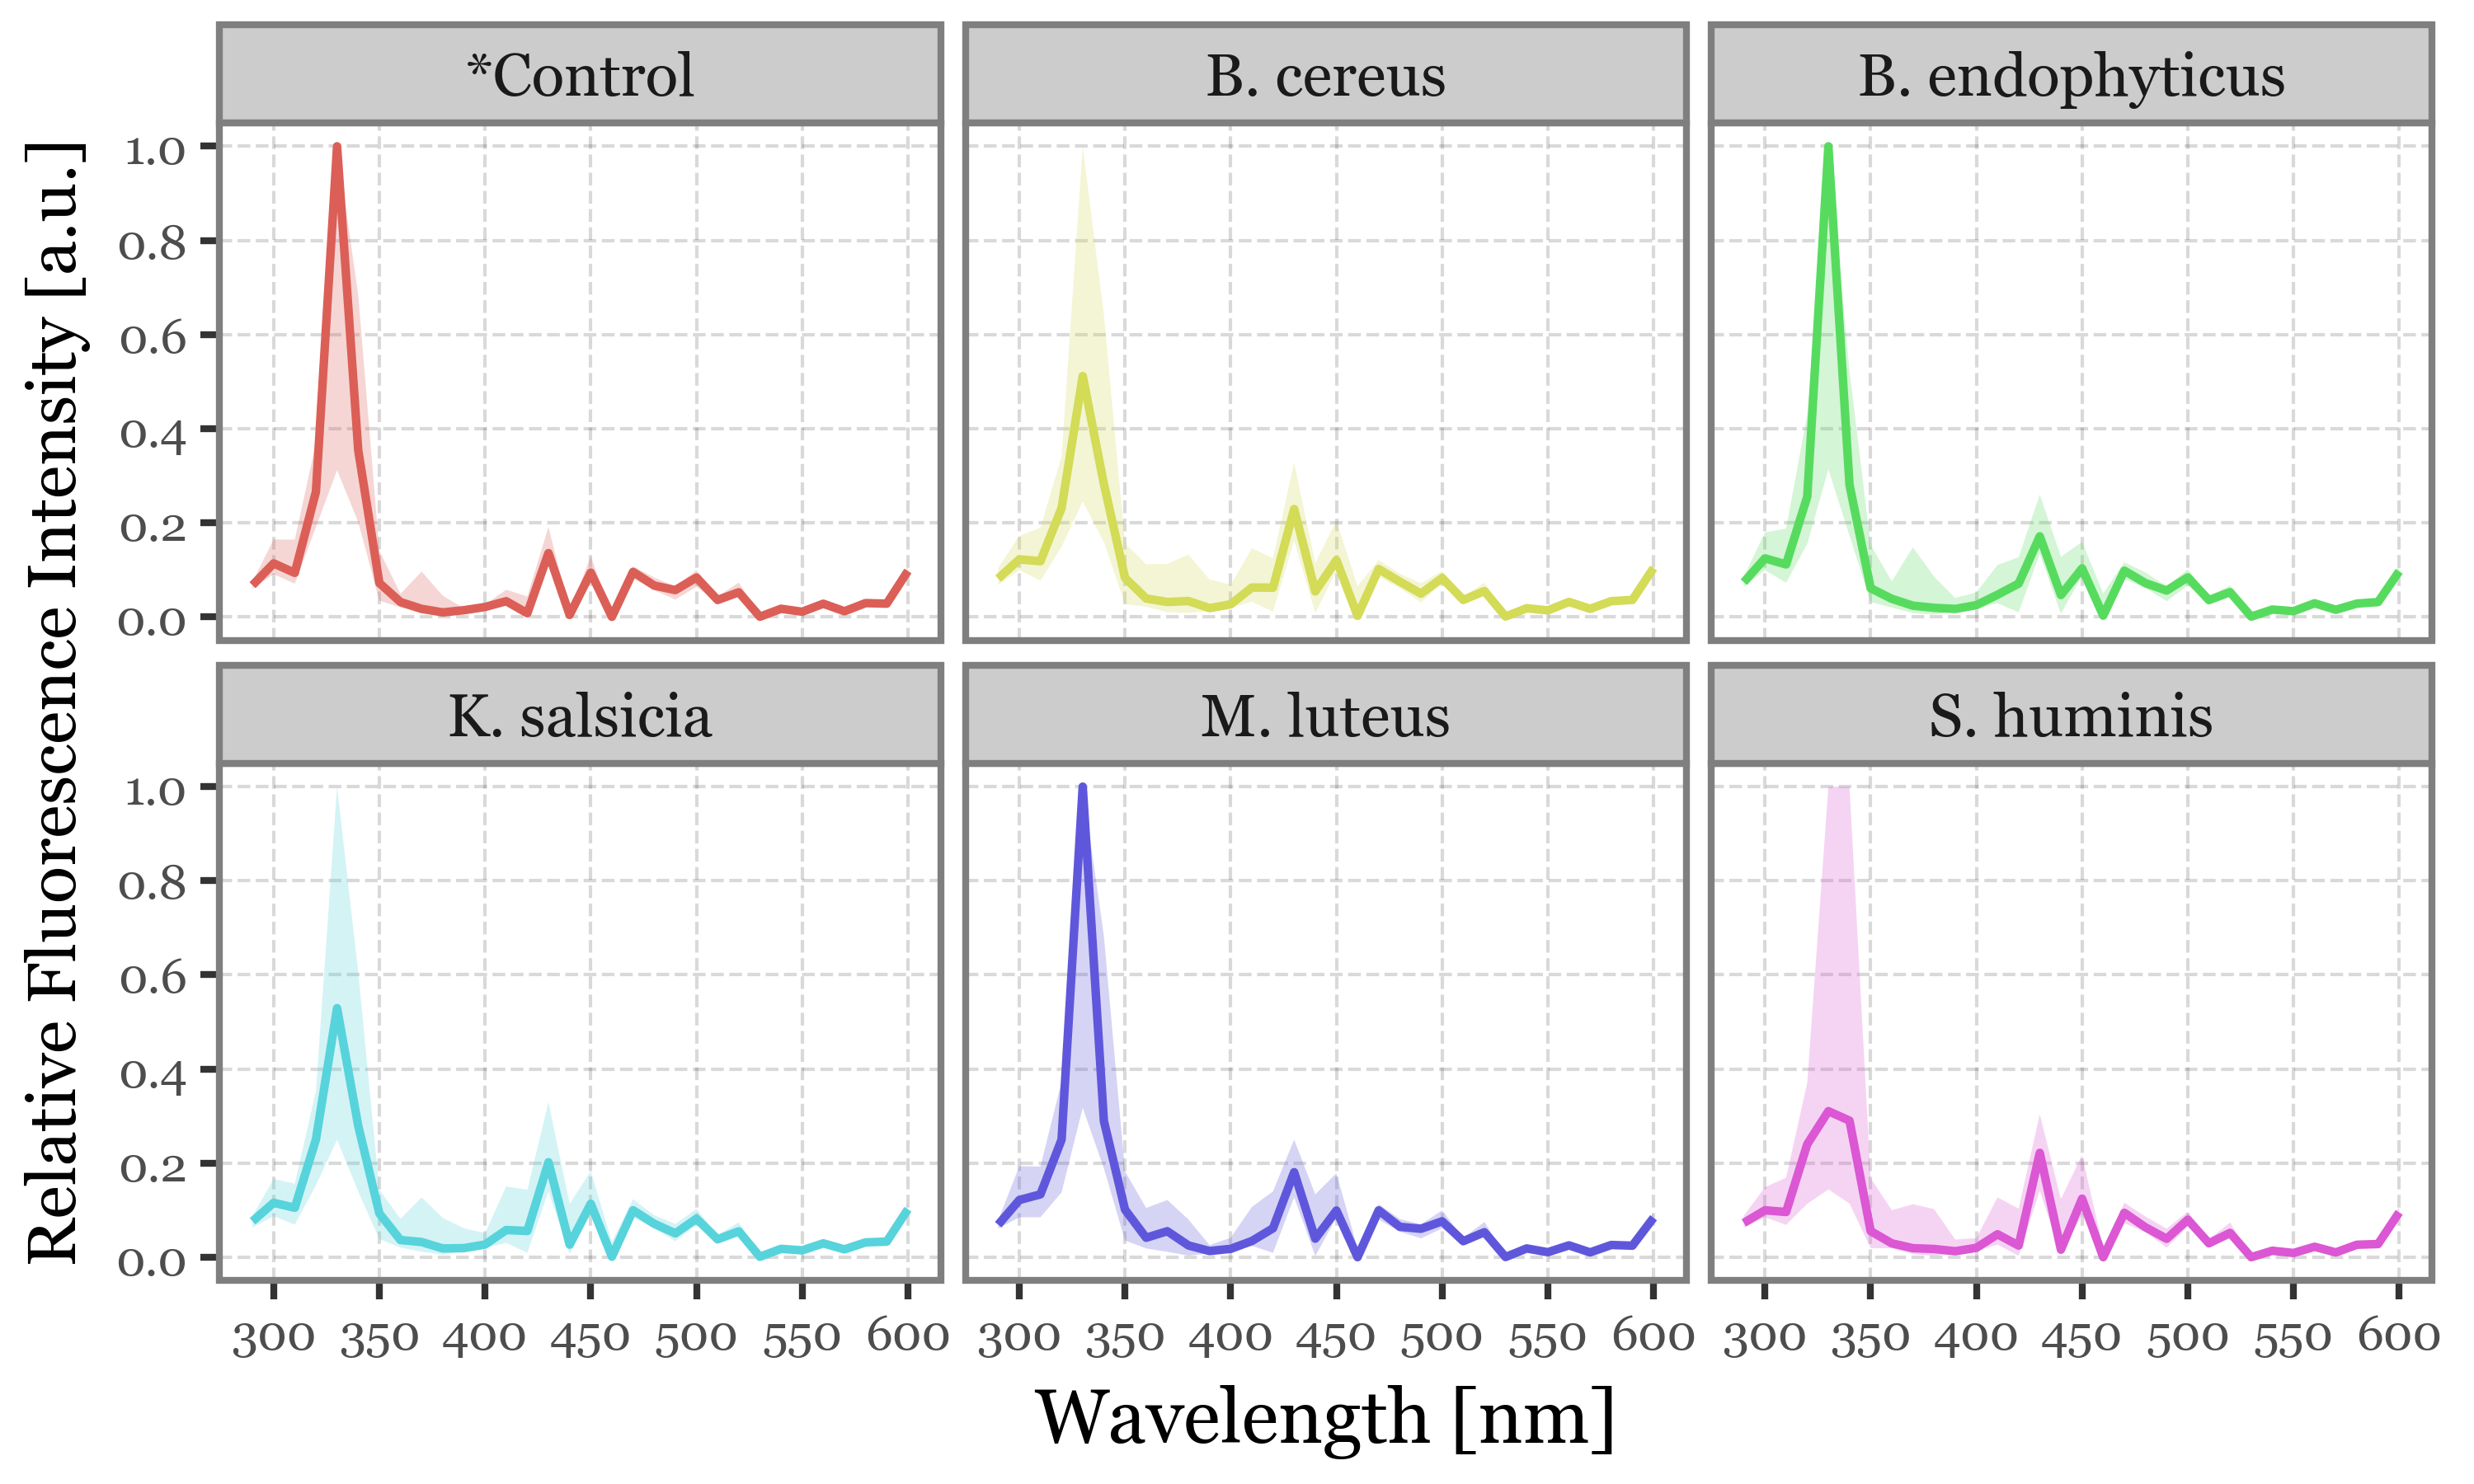 *Control
B. cereus
B. endophyticus
1.0
0.8
0.6
0.4
0.2
0.0
K. salsicia
M. luteus
S. huminis
1.0
0.8
0.6
0.4
0.2
0.0
300 350 400 450 500 550 600
300 350 400 450 500 550 600
300 350 400 450 500 550 600
Relative Fluorescence Intensity [a.u.]
Wavelength [nm]